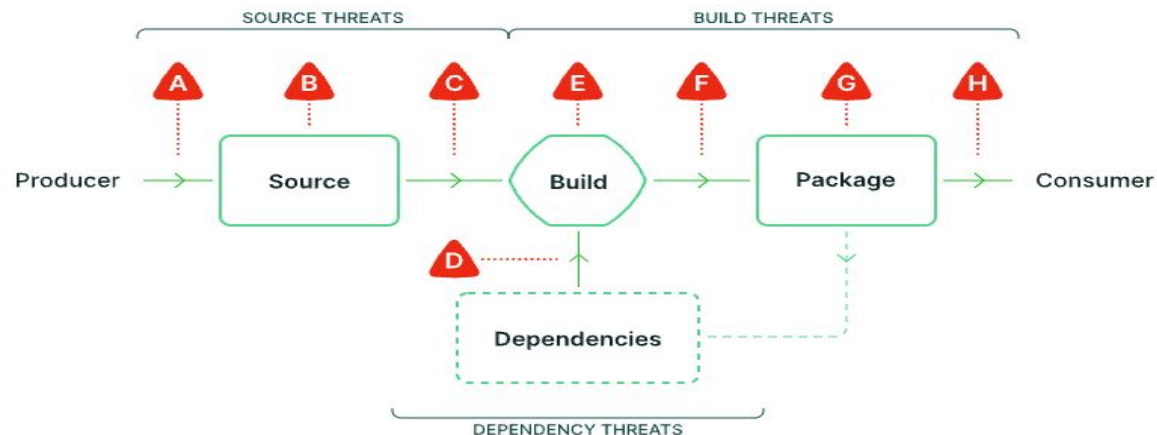 SOURCE THREATS
BUILD THREATS
A
B
C
E
F
G
H
Producer
Source
Build
Package
Consumer
D
Dependencies
DEPENDENCY THREATS